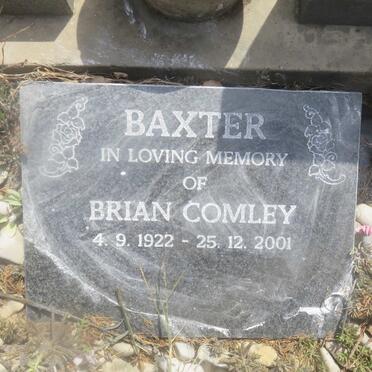 BAXTER
IN LOVING MEMORY
OF
BRIAN COMLEY
4. 9. 1922 - 25. 12. 2001